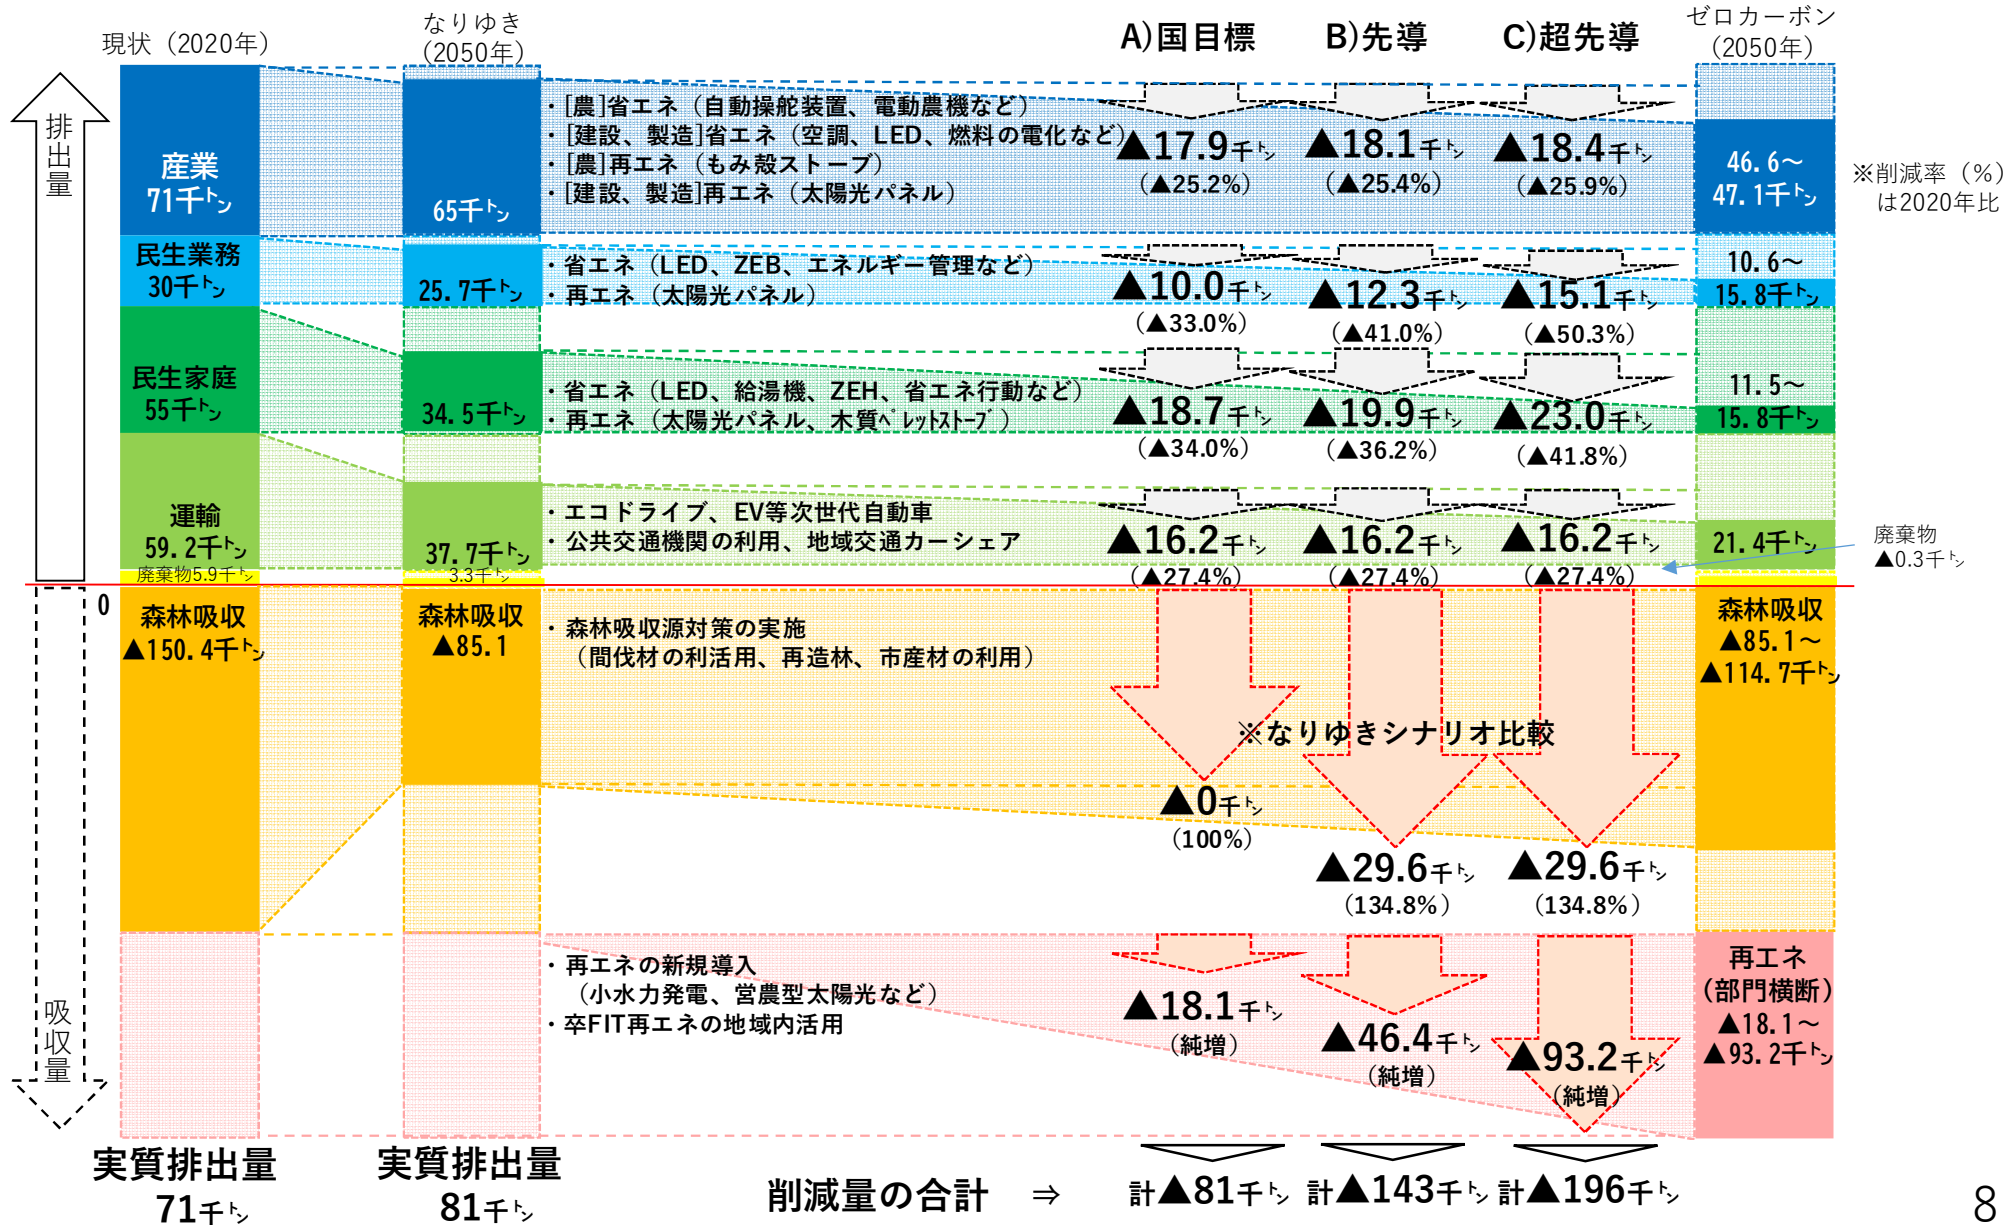 現状（2020年）
なりゆき
（2050年）
A)国目標
B)先導
C)超先導
ゼロカーボン
（2050年）
排出量
産業
71千㌧
65千㌧
・[農]省エネ（自動操舵装置、電動農機など）
・[建設、製造]省エネ（空調、LED、燃料の電化など）
・[農]再エネ（もみ殻ストーブ）
・[建設、製造]再エネ（太陽光パネル）
▲17.9千㌧
（▲25.2%）
▲18.1千㌧
（▲25.4%）
▲18.4千㌧
（▲25.9%）
46.6～
47.1千㌧
※削減率（%）
は2020年比
民生業務
30千㌧
25.7千㌧
・省エネ（LED、ZEB、エネルギー管理など）
・再エネ（太陽光パネル）
▲10.0千㌧
（▲33.0%）
▲12.3千㌧
（▲41.0%）
▲15.1千㌧
（▲50.3%）
10.6～
15.8千㌧
民生家庭
55千㌧
34.5千㌧
・省エネ（LED、給湯機、ZEH、省エネ行動など）
・再エネ（太陽光パネル、木質ﾍﾟﾚｯﾄｽﾄｰﾌﾞ）
▲18.7千㌧
（▲34.0%）
▲19.9千㌧
（▲36.2%）
▲23.0千㌧
（▲41.8%）
11.5～
15.8千㌧
運輸
59.2千㌧
37.7千㌧
・エコドライブ、EV等次世代自動車
・公共交通機関の利用、地域交通カーシェア
▲16.2千㌧
（▲27.4%）
▲16.2千㌧
（▲27.4%）
▲16.2千㌧
（▲27.4%）
21.4千㌧
廃棄物
▲0.3千㌧
廃棄物5.9千㌧
3.3千㌧
0
森林吸収
▲150.4千㌧
森林吸収
▲85.1
・森林吸収源対策の実施
（間伐材の利活用、再造林、市産材の利用）
※なりゆきシナリオ比較
▲0千㌧
（100%）
▲29.6千㌧
（134.8%）
▲29.6千㌧
（134.8%）
森林吸収
▲85.1～
▲114.7千㌧
吸収量
・再エネの新規導入
（小水力発電、営農型太陽光など）
・卒FIT再エネの地域内活用
▲18.1千㌧
（純増）
▲46.4千㌧
（純増）
▲93.2千㌧
（純増）
再エネ
（部門横断）
▲18.1～
▲93.2千㌧
実質排出量
71千㌧
実質排出量
81千㌧
削減量の合計　⇒
計▲81千㌧
計▲143千㌧
計▲196千㌧
8